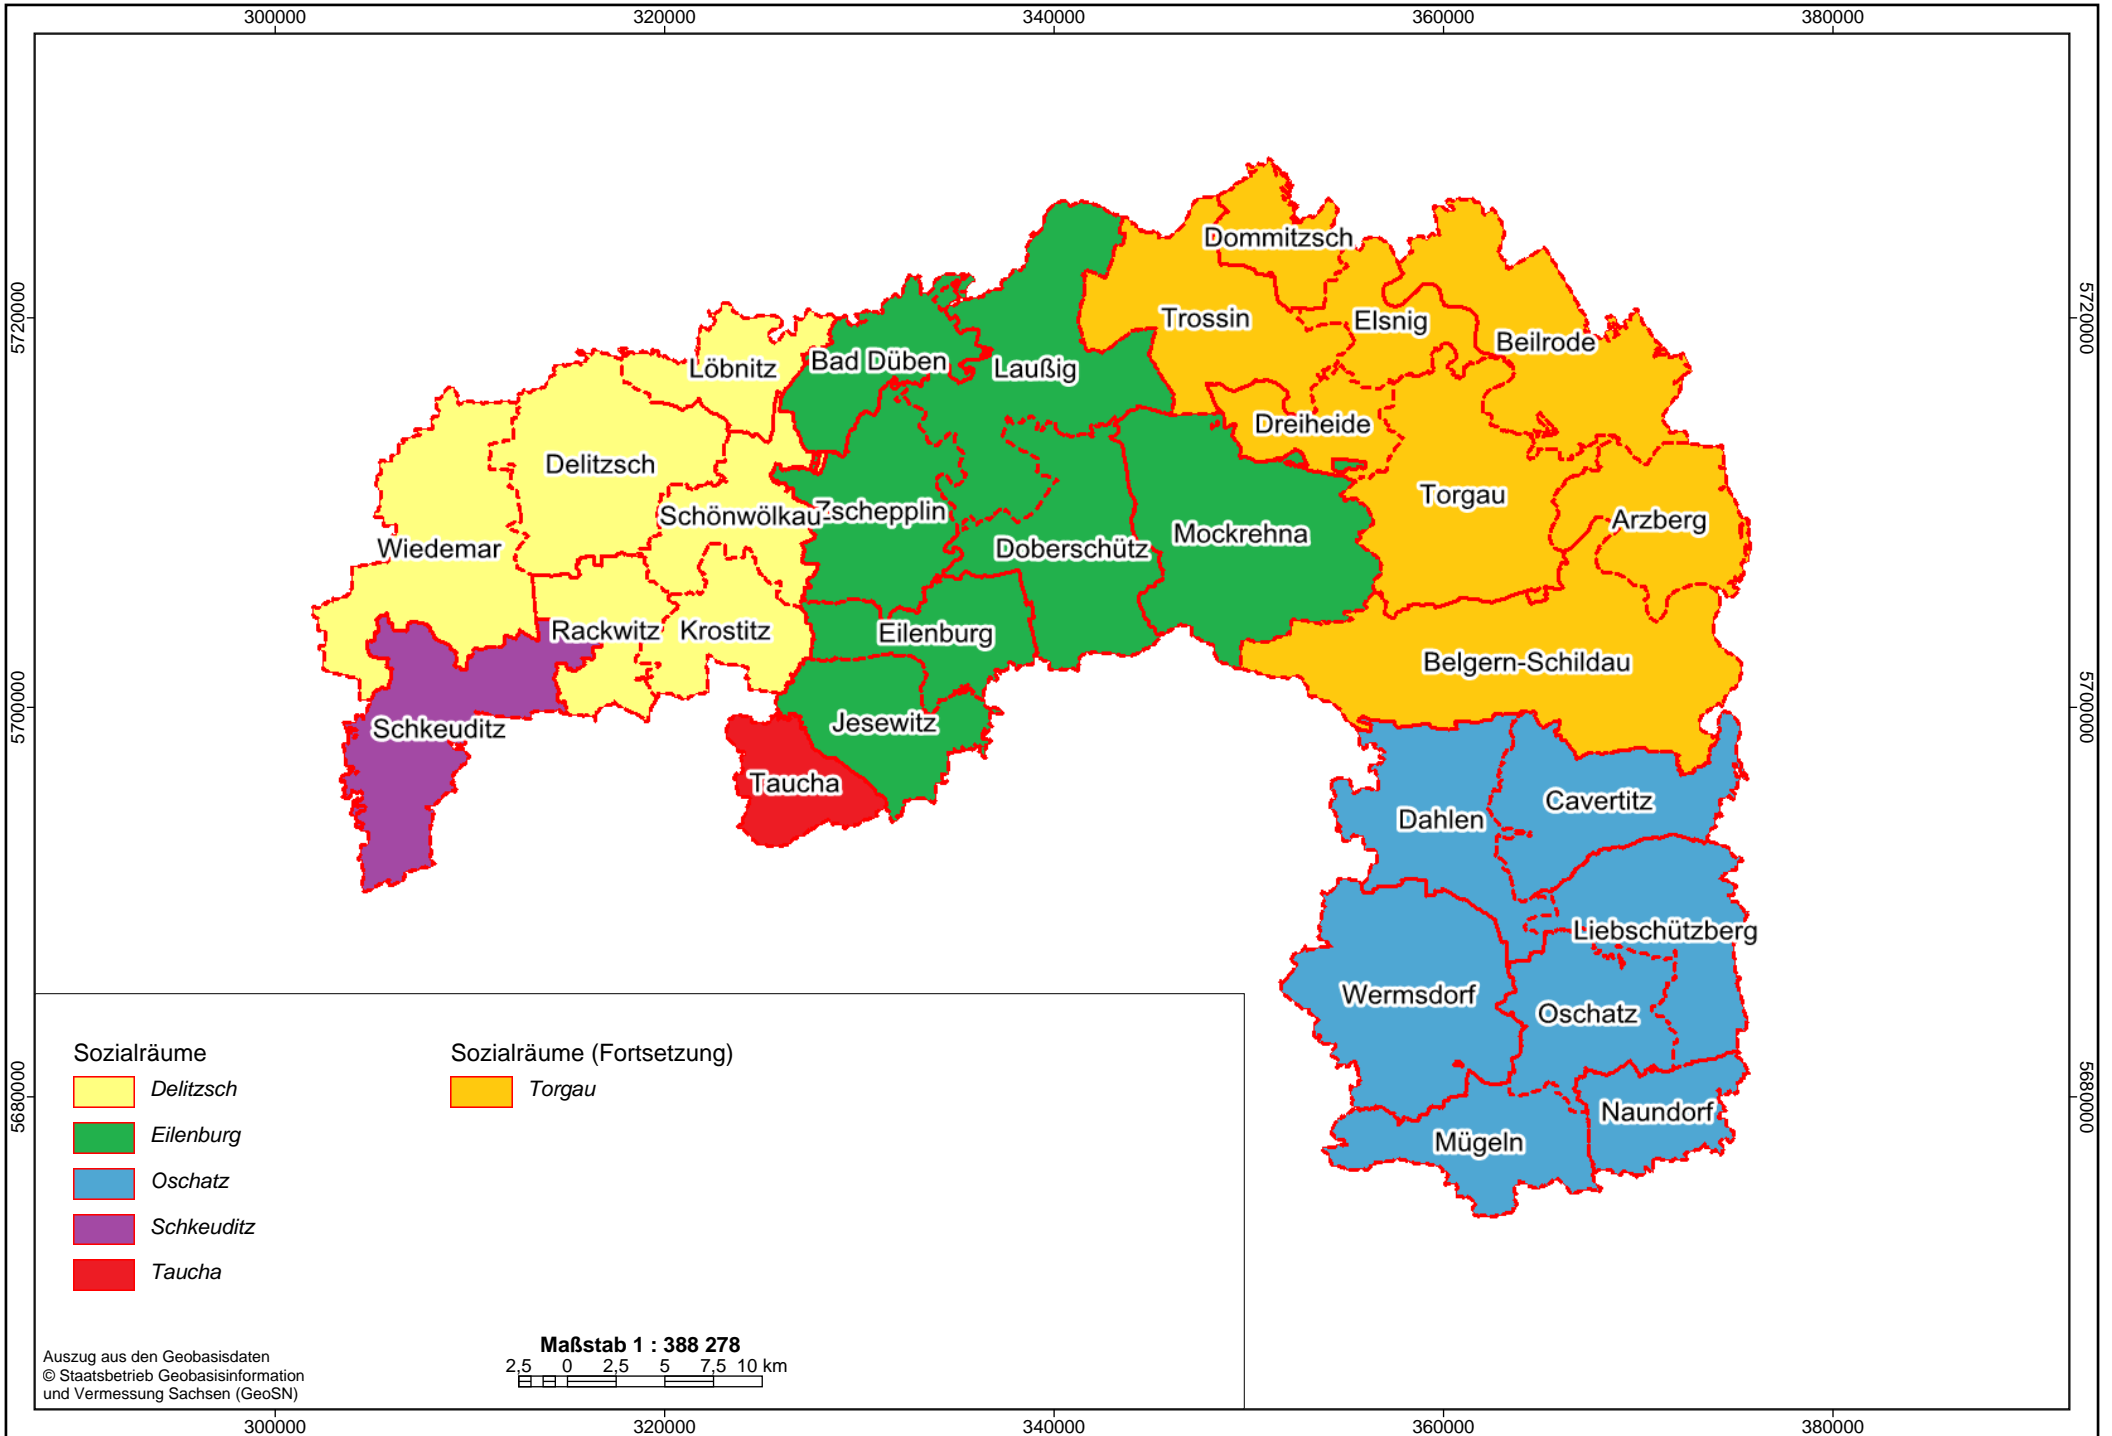 300000 320000 340000 360000 380000
5720000 5720000
5700000 5700000
5680000 5680000
Dommitzsch
Trossin
Elsnig
Beilrode
Löbnitz
Bad Düben
Laußig
Dreiheide
Delitzsch
Torgau
Schönwölkau
Zschepplin
Arzberg
Wiedemar
Doberschütz
Mockrehna
Rackwitz
Krostitz
Eilenburg
Belgern-Schildau
Schkeuditz
Jesewitz
Taucha
Cavertitz
Dahlen
Liebschützberg
Wermsdorf
Oschatz
Naundorf
Mügeln
Sozialräume
Delitzsch
Eilenburg
Oschatz
Schkeuditz
Taucha
Sozialräume (Fortsetzung)
Torgau
Auszug aus den Geobasisdaten
© Staatsbetrieb Geobasisinformation
und Vermessung Sachsen (GeoSN)
Maßstab 1 : 388 278
2,5 0 2,5 5 7,5 10 km
300000 320000 340000 360000 380000